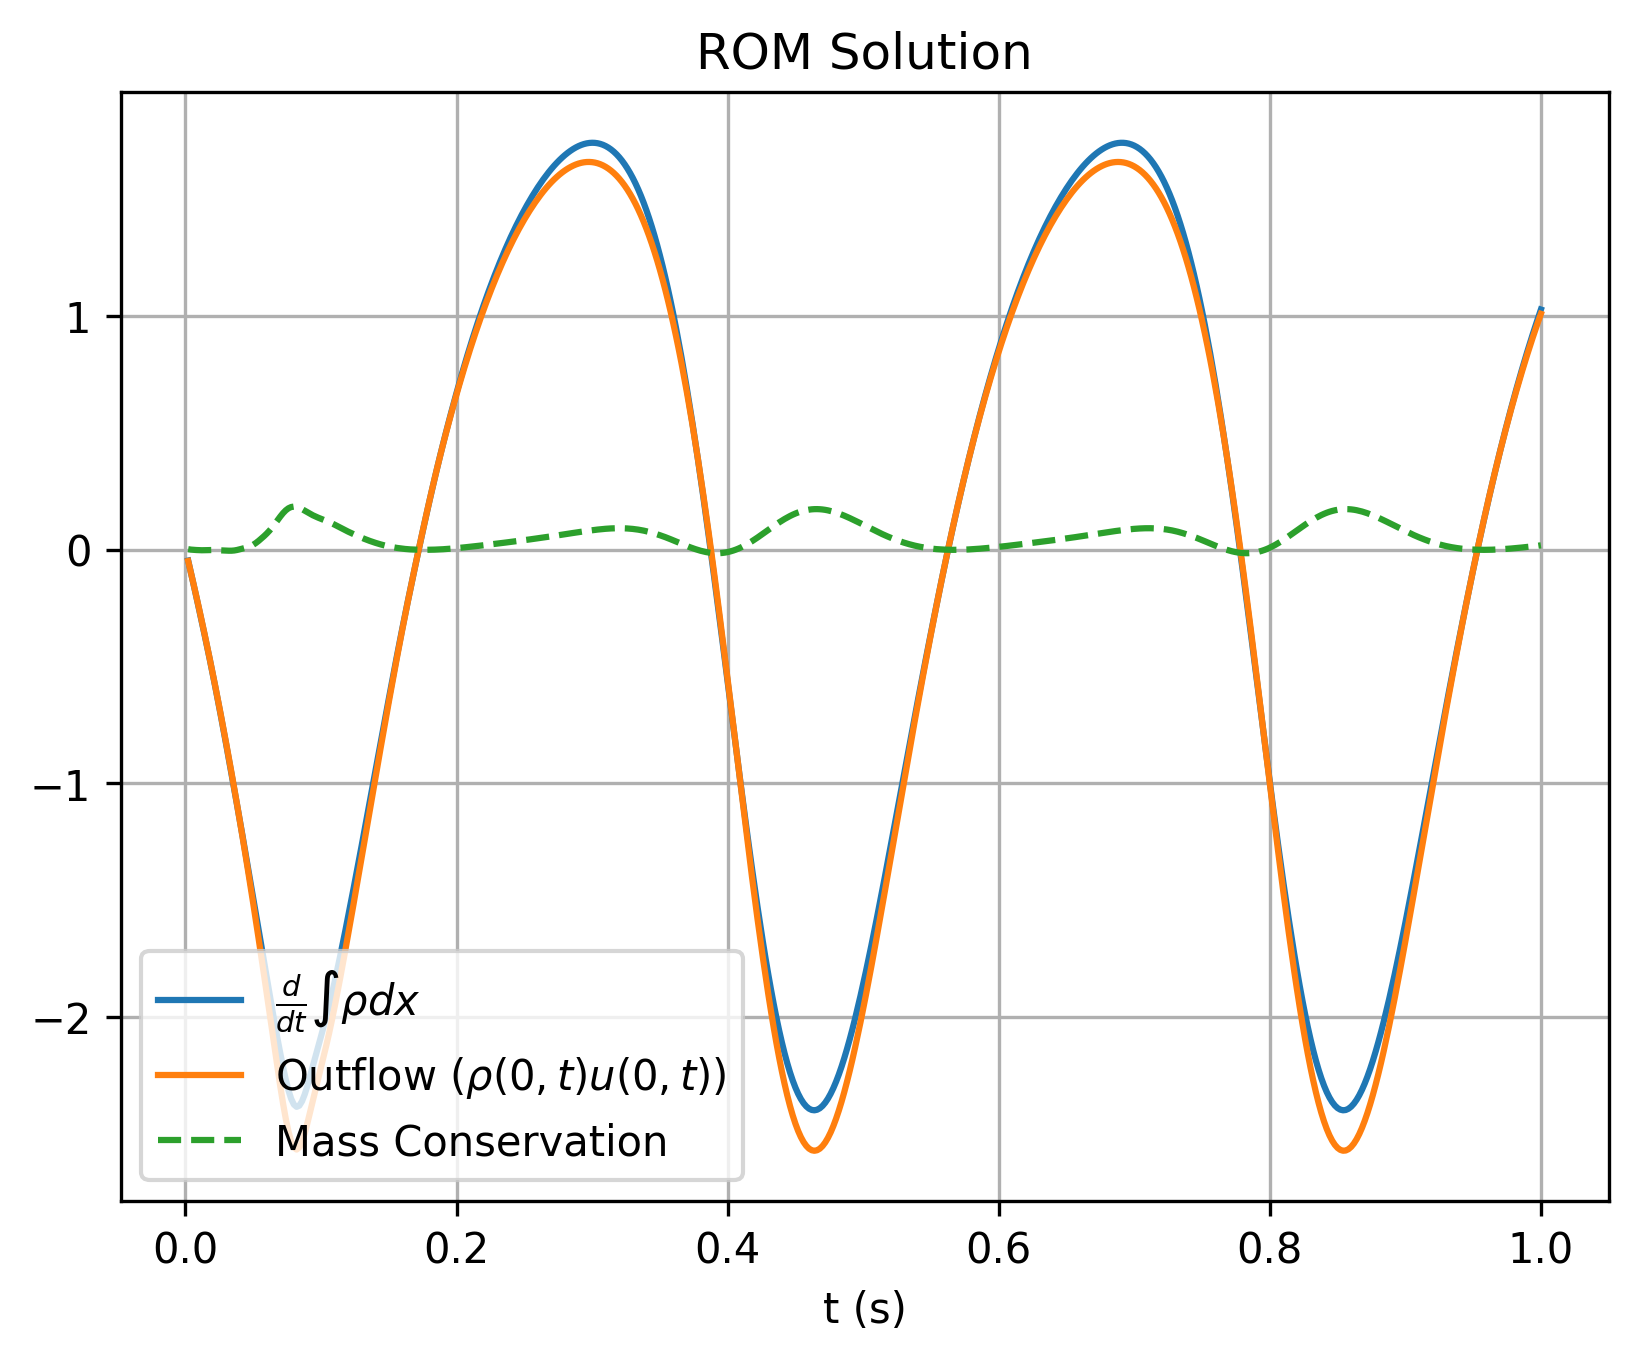 ROM Solution
1
0
−1
−2
d/dt ∫ρdx
Outflow (ρ(0, t)u(0, t))
Mass Conservation
0.0 0.2 0.4 0.6 0.8 1.0
t (s)